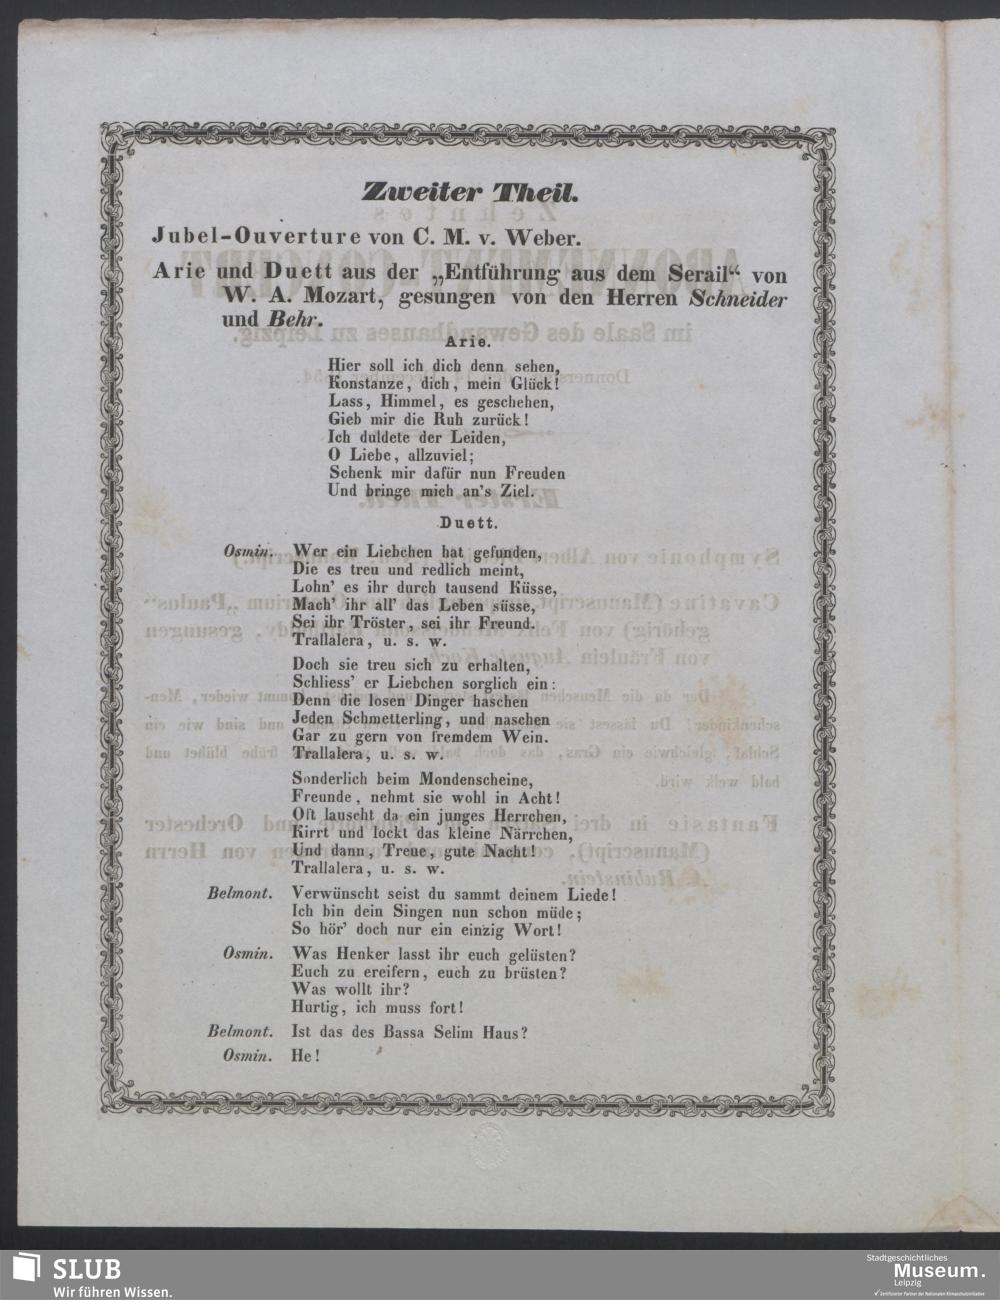 Zweiter Theil.
Jubel-Ouverture von C. M. v. Weber.
Arie und Duett aus der „Entführung aus dem Serail“ von
W. A. Mozart, gesungen von den Herren Schneider
und Behr.
Arie.
Hier soll ich dich denn sehen,
Konstanze, dich, mein Glück!
Lass, Himmel, es geschehen,
Gieb mir die Ruh zurück!
Ich duldete der Leiden,
O Liebe, allzuviel;
Schenk mir dafür nun Freuden
Und bringe mich an's Ziel.
Duett.
Osmin. Wer ein Liebchen hat gefunden,
Die es treu und redlich meint,
Lohn' es ihr durch tausend Küsse,
Mach' ihr all' das Leben süsse,
Sei ihr Tröster, sei ihr Freund.
Trallalera, u. s. w.
Doch sie treu sich zu erhalten,
Schliess' er Liebchen sorglich ein:
Denn die losen Dinger haschen
Jeden Schmetterling, und naschen
Gar zu gern von fremdem Wein.
Trallalera, u. s. w.
Sonderlich beim Mondenscheine,
Freunde, nehmt sie wohl in Acht!
Oft lauscht da ein junges Herrchen,
Kirrt und lockt das kleine Närrchen,
Und dann, Treue, gute Nacht!
Trallalera, u. s. w.
Belmont. Verwünscht seist du sammt deinem Liede!
Ich bin dein Singen nun schon müde;
So hör' doch nur ein einzig Wort!
Osmin. Was Henker lasst ihr euch gelüsten?
Euch zu ereifern, euch zu brüsten?
Was wollt ihr?
Hurtig, ich muss fort!
Belmont. Ist das des Bassa Selim Haus?
Osmin. He!
SLUB
Wir führen Wissen.
Stadtgeschichtliches
Museum.
Leipzig
Zertifizierter Partner der Nationalen Klimaschutzinitiative